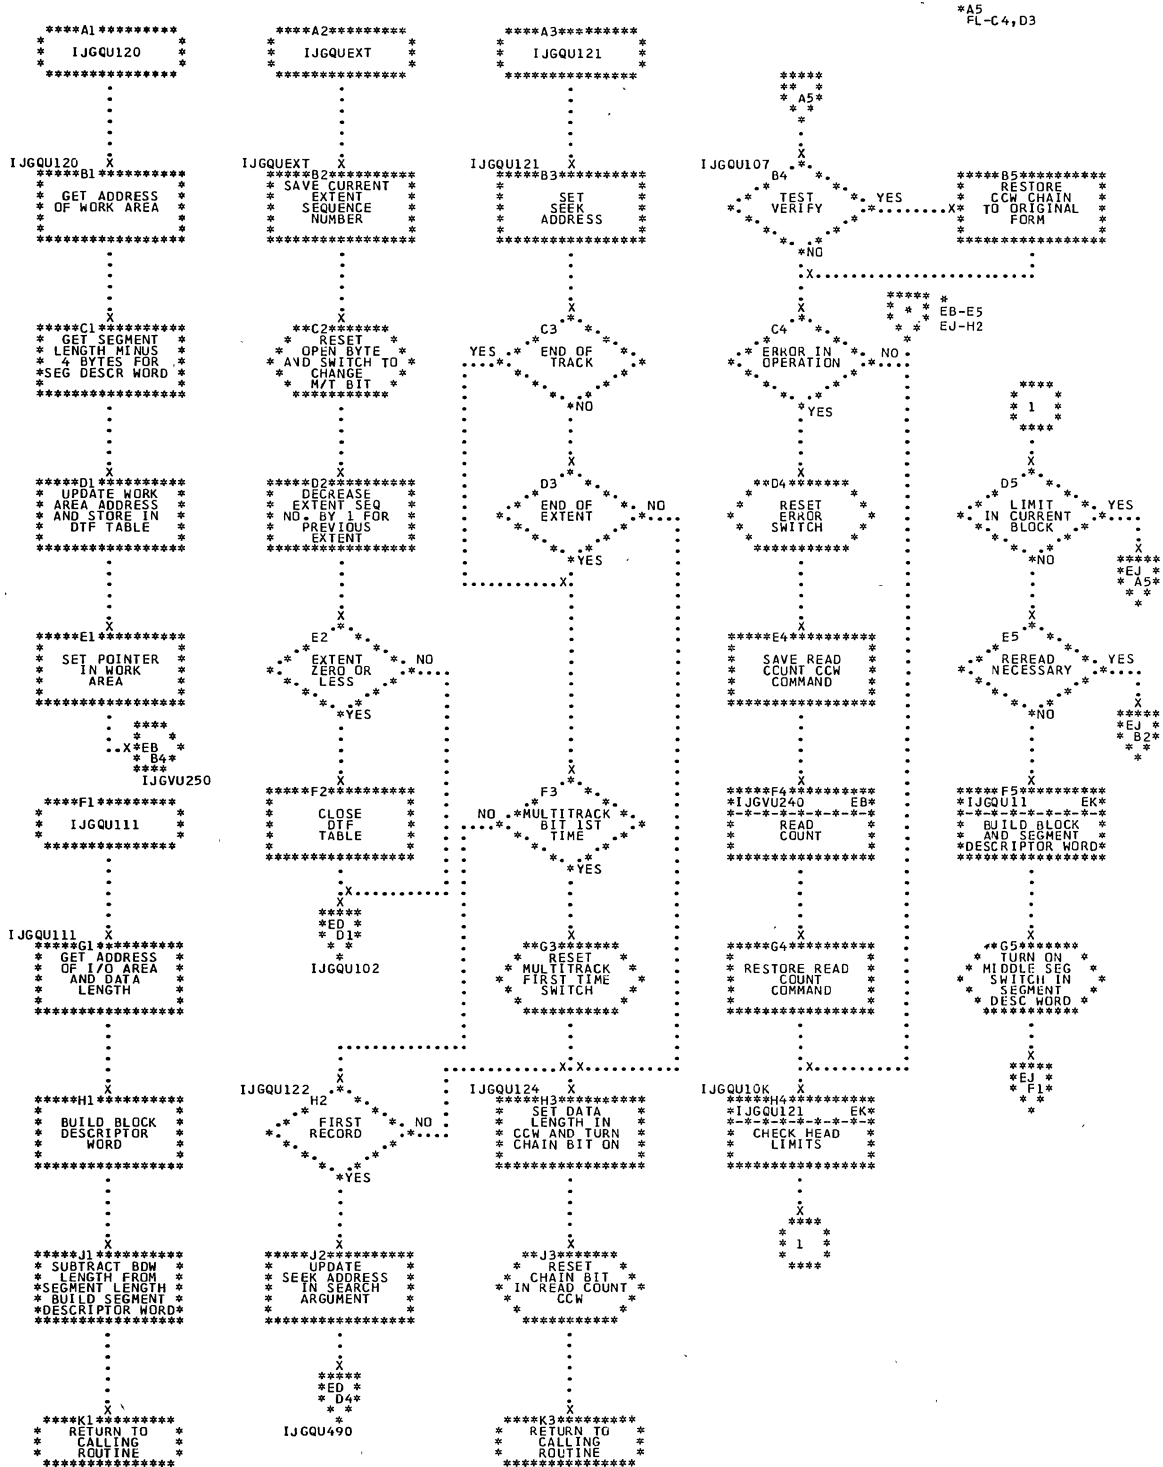 *A5
FL-C4,D3
A1
IJGQU120
IJGQU120
B1
GET ADDRESS
OF WORK AREA
C1
GET SEGMENT
LENGTH MINUS
4 BYTES FOR
SEG DESCR WORD
D1
UPDATE WORK
AREA ADDRESS
AND STORE IN
DTF TABLE
E1
SET POINTER
IN WORK
AREA
EB
B4
IJGVU250
F1
IJGQU111
IJGQU111
G1
GET ADDRESS
OF I/O AREA
AND DATA
LENGTH
H1
BUILD BLOCK
DESCRIPTOR
WORD
J1
SUBTRACT BDW
LENGTH FROM
SEGMENT LENGTH
BUILD SEGMENT
DESCRIPTOR WORD
K1
RETURN TO
CALLING
ROUTINE
A2
IJGQUEXT
IJGQUEXT
B2
SAVE CURRENT
EXTENT
SEQUENCE
NUMBER
C2
RESET
OPEN BYTE
AND SWITCH TO
CHANGE
M/T BIT
D2
DECREASE
EXTENT SEQ
NO. BY 1 FOR
PREVIOUS
EXTENT
E2
EXTENT
ZERO OR
LESS
NO
YES
F2
CLOSE
DTF
TABLE
ED
D1
IJGQU102
IJGQU122
H2
FIRST
RECORD
NO
YES
J2
UPDATE
SEEK ADDRESS
IN SEARCH
ARGUMENT
ED
D4
IJGQU490
A3
IJGQU121
IJGQU121
B3
SET
SEEK
ADDRESS
C3
END OF
TRACK
YES
NO
D3
END OF
EXTENT
NO
YES
F3
MULTITRACK
BIT 1ST
TIME
NO
YES
G3
RESET
MULTITRACK
FIRST TIME
SWITCH
IJGQU124
H3
SET DATA
LENGTH IN
CCW AND TURN
CHAIN BIT ON
J3
RESET
CHAIN BIT
IN READ COUNT
CCW
K3
RETURN TO
CALLING
ROUTINE
A5
IJGQU107
B4
TEST
VERIFY
YES
NO
C4
ERROR IN
OPERATION
NO
YES
D4
RESET
ERROR
SWITCH
E4
SAVE READ
CCUNT CCW
COMMAND
F4
IJGVU240 EB
READ
COUNT
G4
RESTORE READ
COUNT
COMMAND
IJGQU10K
H4
IJGQU121 EK
CHECK HEAD
LIMITS
1
B5
RESTORE
CCW CHAIN
TO ORIGINAL
FORM
*
EB-E5
EJ-H2
1
D5
LIMIT
IN CURRENT
BLOCK
YES
NO
EJ
A5
E5
REREAD
NECESSARY
YES
NO
EJ
B2
F5
IJGQU11 EK
BUILD BLOCK
AND SEGMENT
DESCRIPTOR WORD
G5
TURN ON
MIDDLE SEG
SWITCH IN
SEGMENT
DESC WORD
EJ
F1